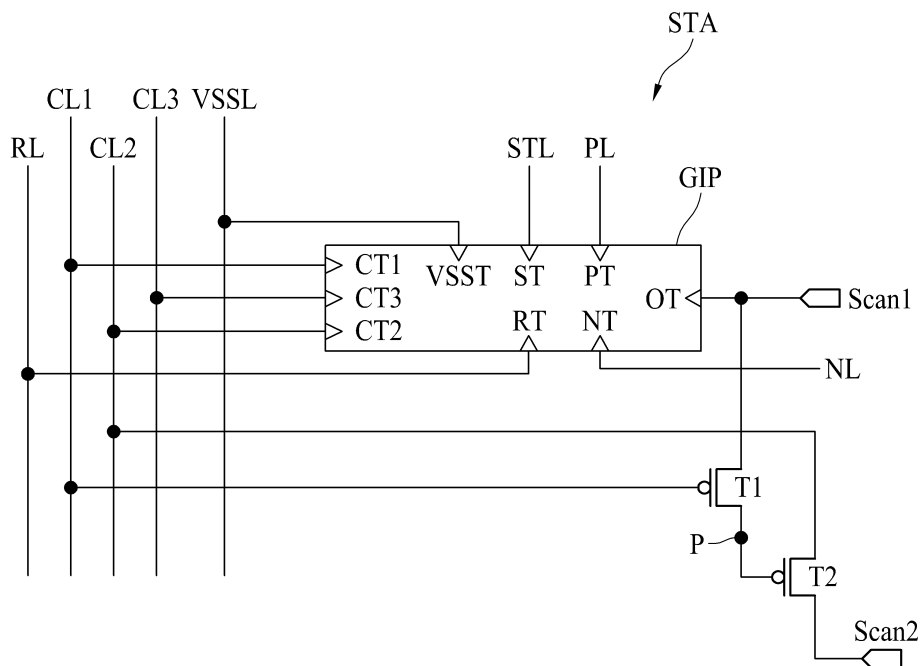 STA
CL1 CL3 VSSL
RL CL2 STL PL
GIP
CT1 VSST ST PT
CT3 OT Scan1
CT2 RT NT
NL
T1
P
T2
Scan2